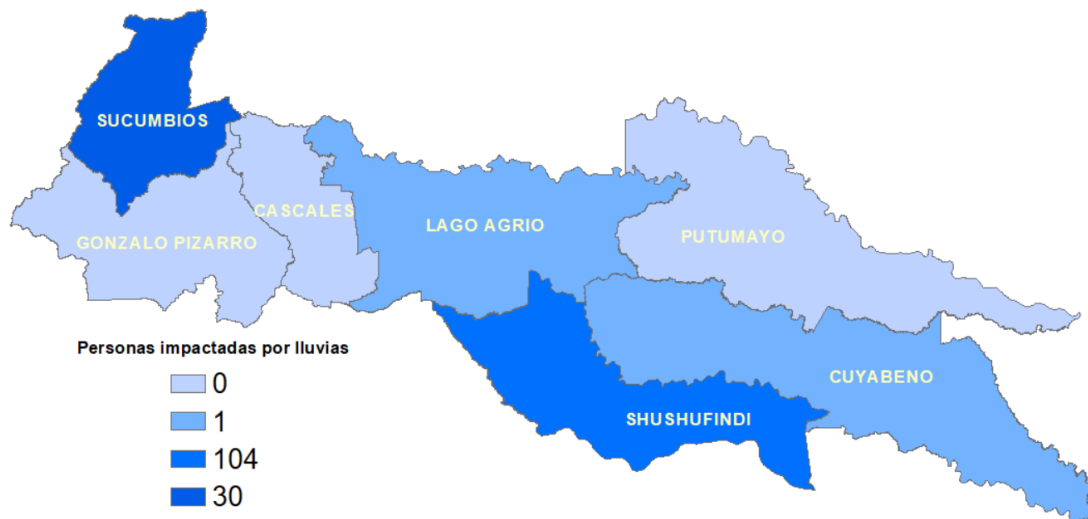 SUCUMBIOS
CASCALES
LAGO AGRIO
GONZALO PIZARRO
PUTUMAYO
Personas impactadas por lluvias
0
1
104
30
CUYABENO
SHUSHUFINDI